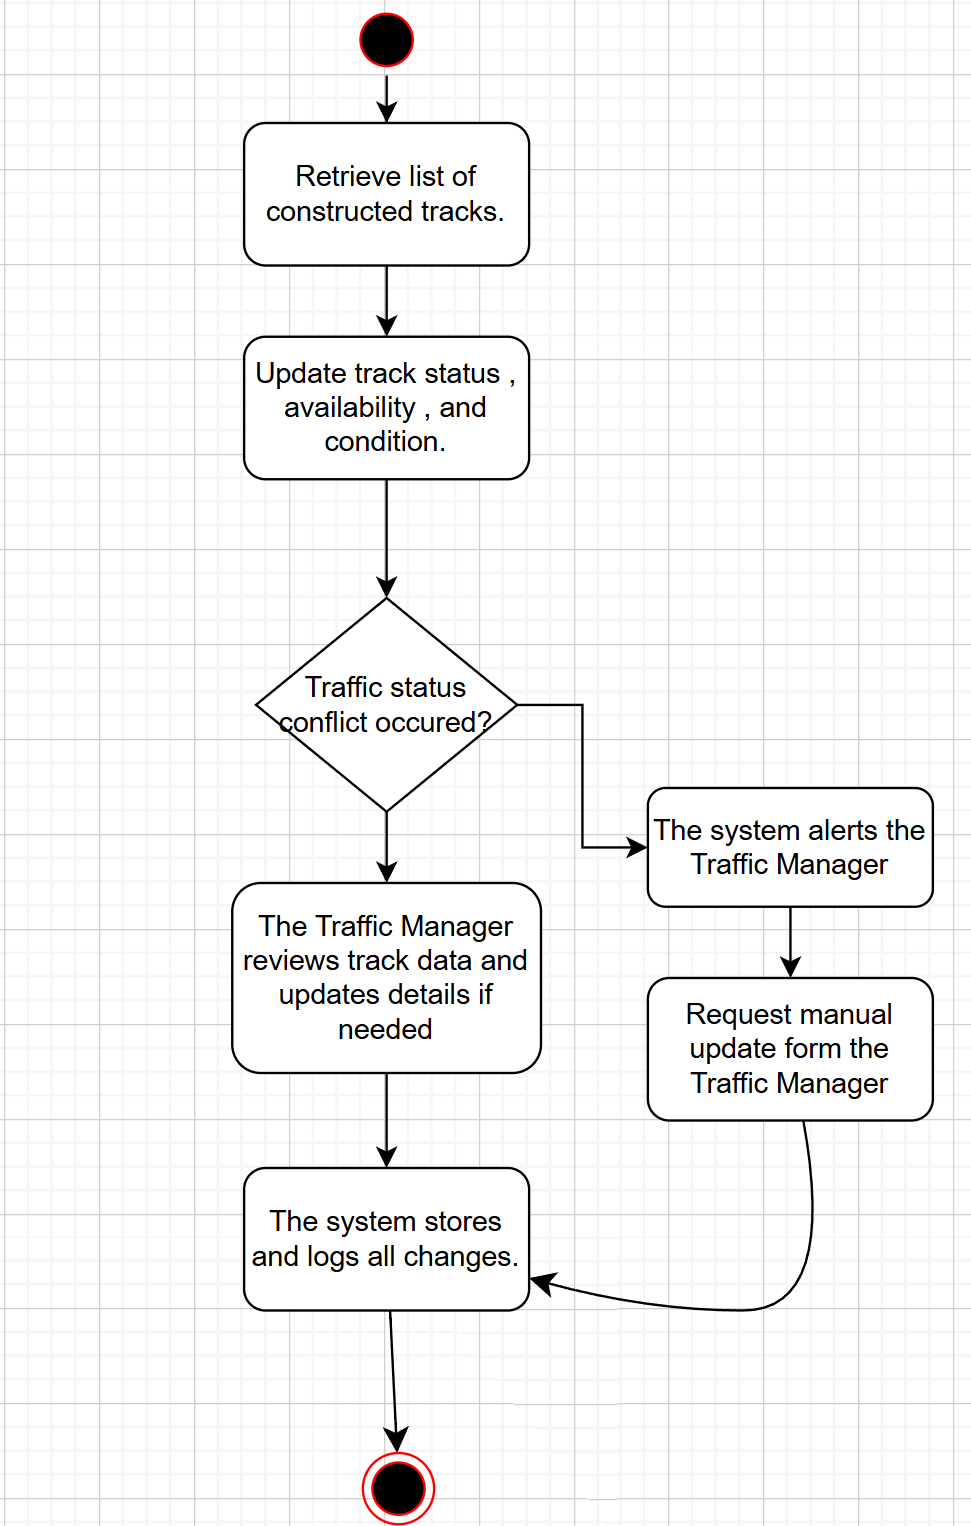 Retrieve list of
constructed tracks.
Update track status ,
availability , and
condition.
Traffic status
conflict occured?
The system alerts the
Traffic Manager
The Traffic Manager
reviews track data and
updates details if
needed
Request manual
update form the
Traffic Manager
The system stores
and logs all changes.